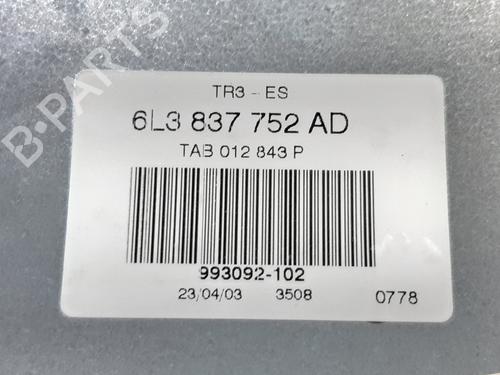 TR3 - ES
6L3 837 752 AD
TAB 012 843 P
993092-102
23/04/03 3508 0778
B-Parts